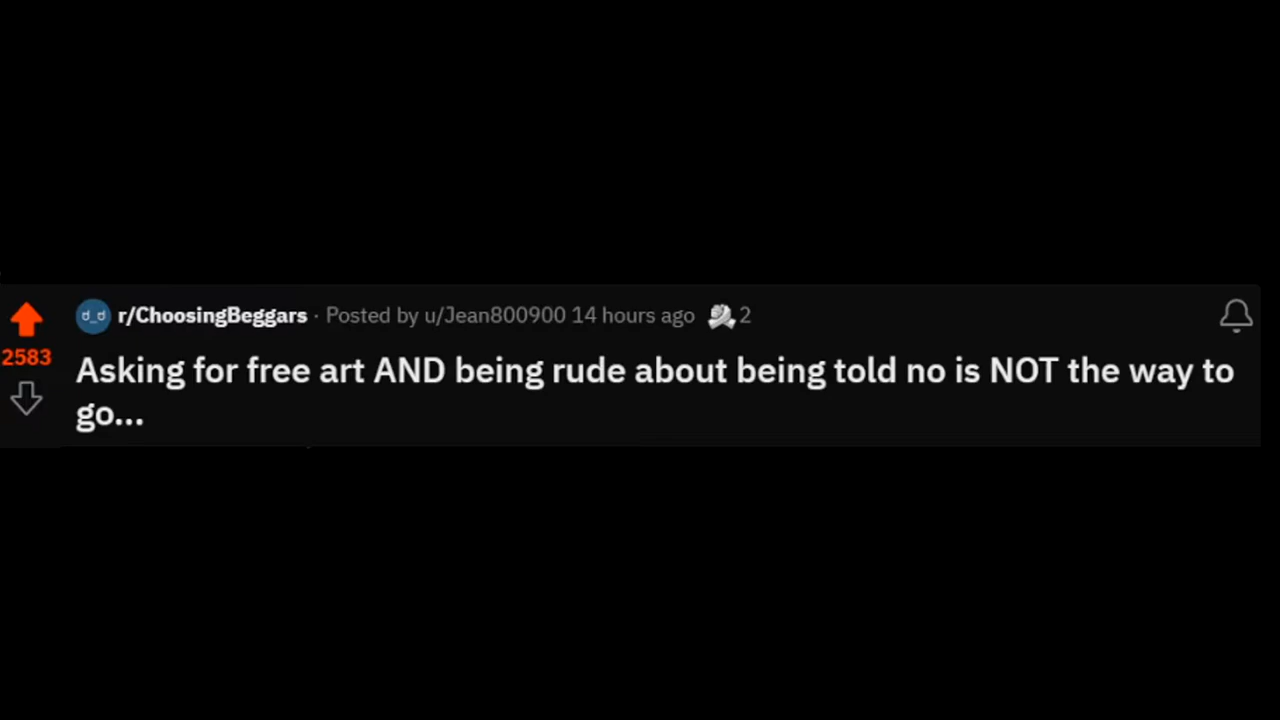 r/ChoosingBeggars · Posted by u/Jean800900 14 hours ago 2
2583
Asking for free art AND being rude about being told no is NOT the way to
go...